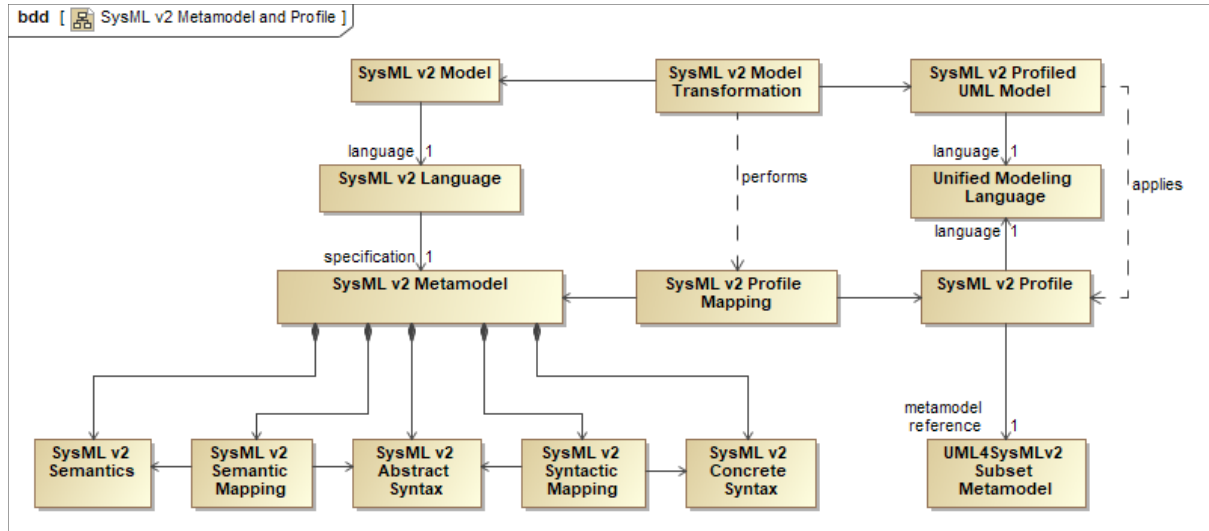 bdd [ SysML v2 Metamodel and Profile ]
SysML v2 Model
SysML v2 Model
Transformation
SysML v2 Profiled
UML Model
language 1
language 1
SysML v2 Language
performs
Unified Modeling
Language
applies
language 1
specification 1
SysML v2 Metamodel
SysML v2 Profile
Mapping
SysML v2 Profile
metamodel
reference 1
SysML v2
Semantics
SysML v2
Semantic
Mapping
SysML v2
Abstract
Syntax
SysML v2
Syntactic
Mapping
SysML v2
Concrete
Syntax
UML4SysMLv2
Subset
Metamodel